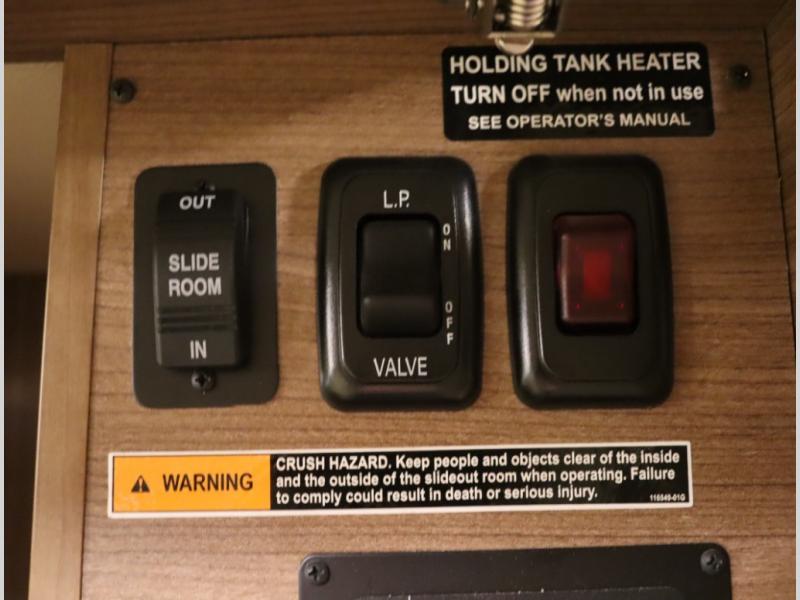 HOLDING TANK HEATER
TURN OFF when not in use
SEE OPERATOR'S MANUAL
OUT
SLIDE
ROOM
IN
L.P.
ON
OFF
VALVE
WARNING
CRUSH HAZARD. Keep people and objects clear of the inside
and the outside of the slideout room when operating. Failure
to comply could result in death or serious injury.